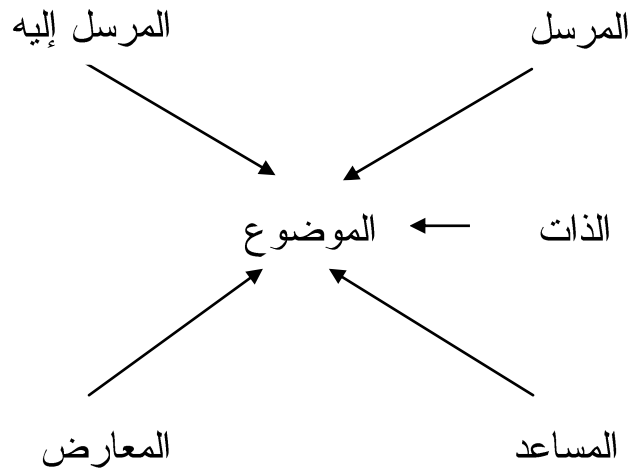 المرسل
المرسل إليه
الذات
الموضوع
المساعد
المعارض